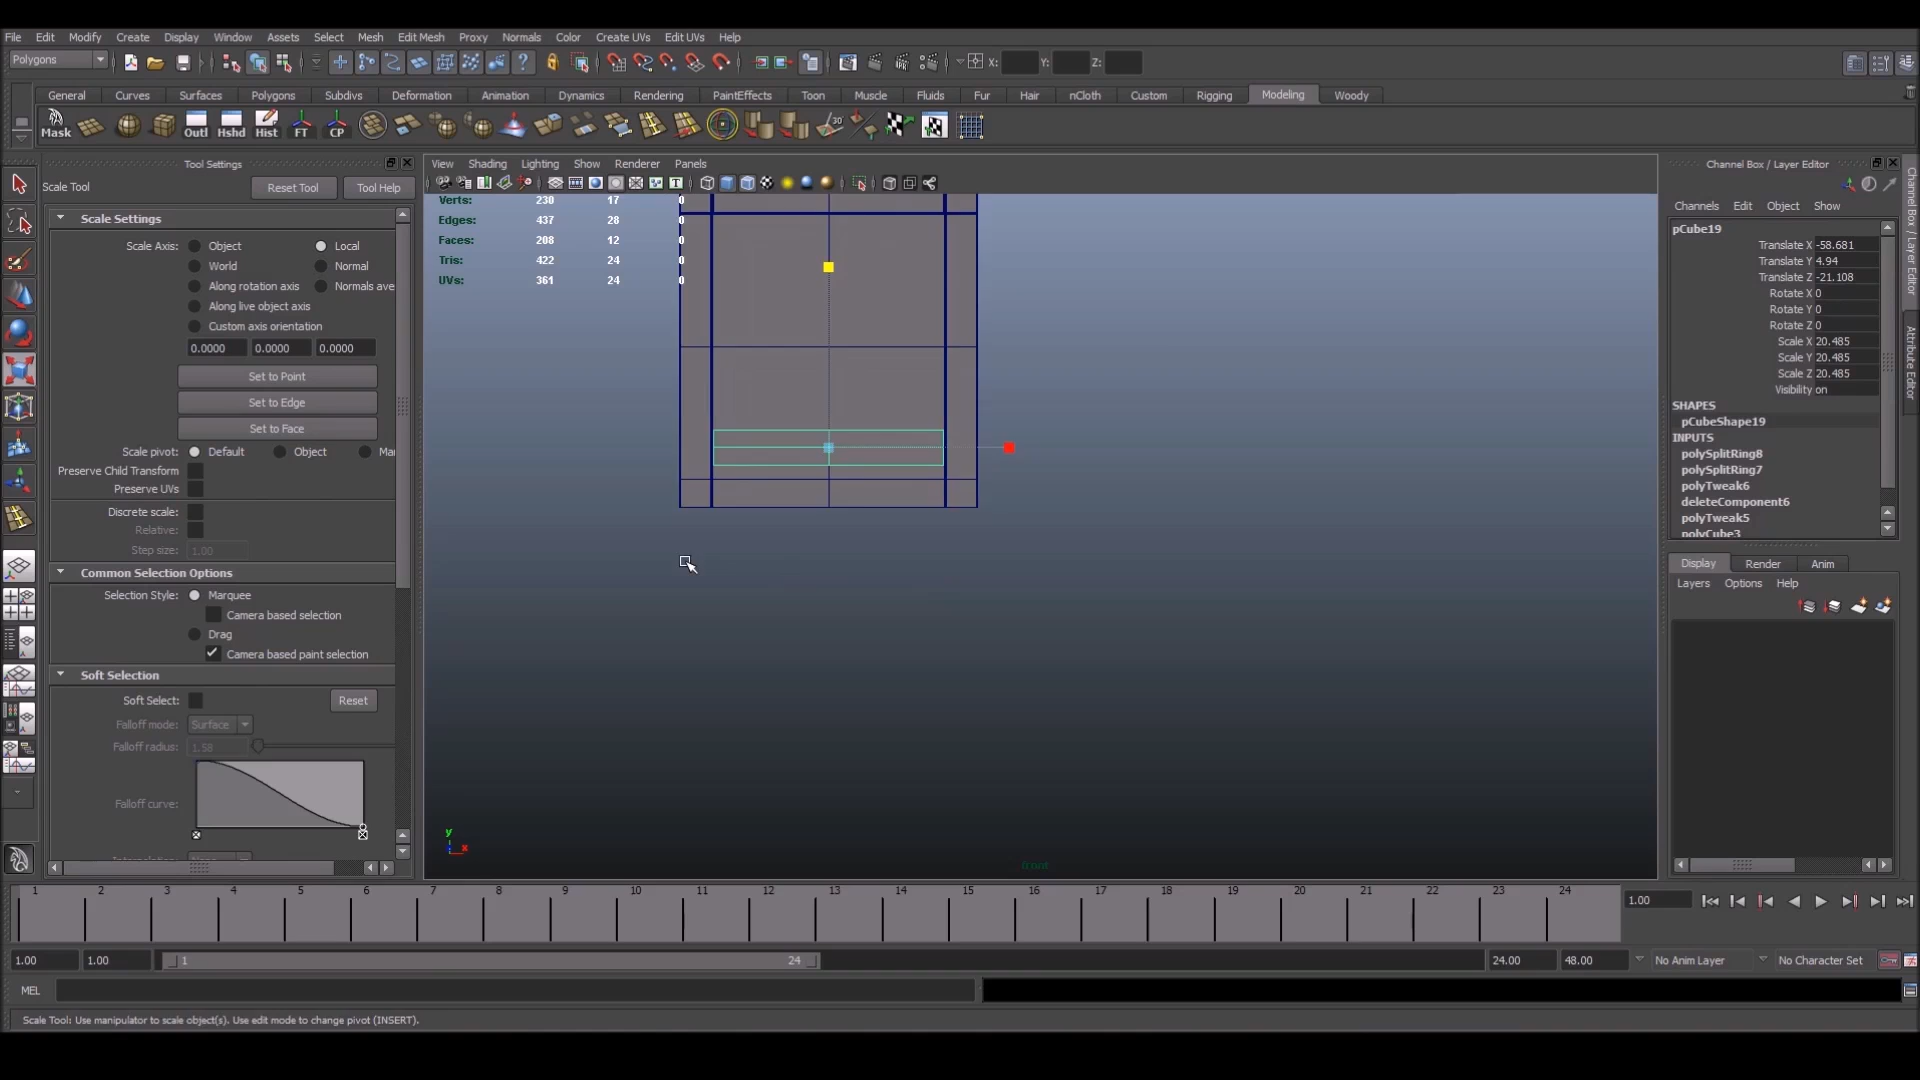 File Edit Modify Create Display Window Assets Select Mesh Edit Mesh Proxy Normals Color Create UVs Edit UVs Help
Polygons X: Y: Z:
General Curves Surfaces Polygons Subdivs Deformation Animation Dynamics Rendering PaintEffects Toon Muscle Fluids Fur Hair nCloth Custom Rigging Modeling Woody
Mask Outl Hshd Hist FT CP 30
Tool Settings
Scale Tool Reset Tool Tool Help
Scale Settings
Scale Axis: Object Local
World Normal
Along rotation axis Normals ave
Along live object axis
Custom axis orientation
0.0000 0.0000 0.0000
Set to Point
Set to Edge
Set to Face
Scale pivot: Default Object Ma
Preserve Child Transform
Preserve UVs
Discrete scale:
Relative:
Step size: 1.00
Common Selection Options
Selection Style: Marquee
Camera based selection
Drag
Camera based paint selection
Soft Selection
Soft Select: Reset
Falloff mode: Surface
Falloff radius: 1.58
Falloff curve:
View Shading Lighting Show Renderer Panels
Verts: 230 17 0
Edges: 437 28 0
Faces: 208 12 0
Tris: 422 24 0
UVs: 361 24 0
y
x
front
Channel Box / Layer Editor
Channels Edit Object Show
pCube19
Translate X -58.681
Translate Y 4.94
Translate Z -21.108
Rotate X 0
Rotate Y 0
Rotate Z 0
Scale X 20.485
Scale Y 20.485
Scale Z 20.485
Visibility on
SHAPES
pCubeShape19
INPUTS
polySplitRing8
polySplitRing7
polyTweak6
deleteComponent6
polyTweak5
polyCube3
Display Render Anim
Layers Options Help
Channel Box / Layer Editor
Attribute Editor
1 2 3 4 5 6 7 8 9 10 11 12 13 14 15 16 17 18 19 20 21 22 23 24
1.00
1.00 1.00 1 24 24.00 48.00 No Anim Layer No Character Set
MEL
Scale Tool: Use manipulator to scale object(s). Use edit mode to change pivot (INSERT).